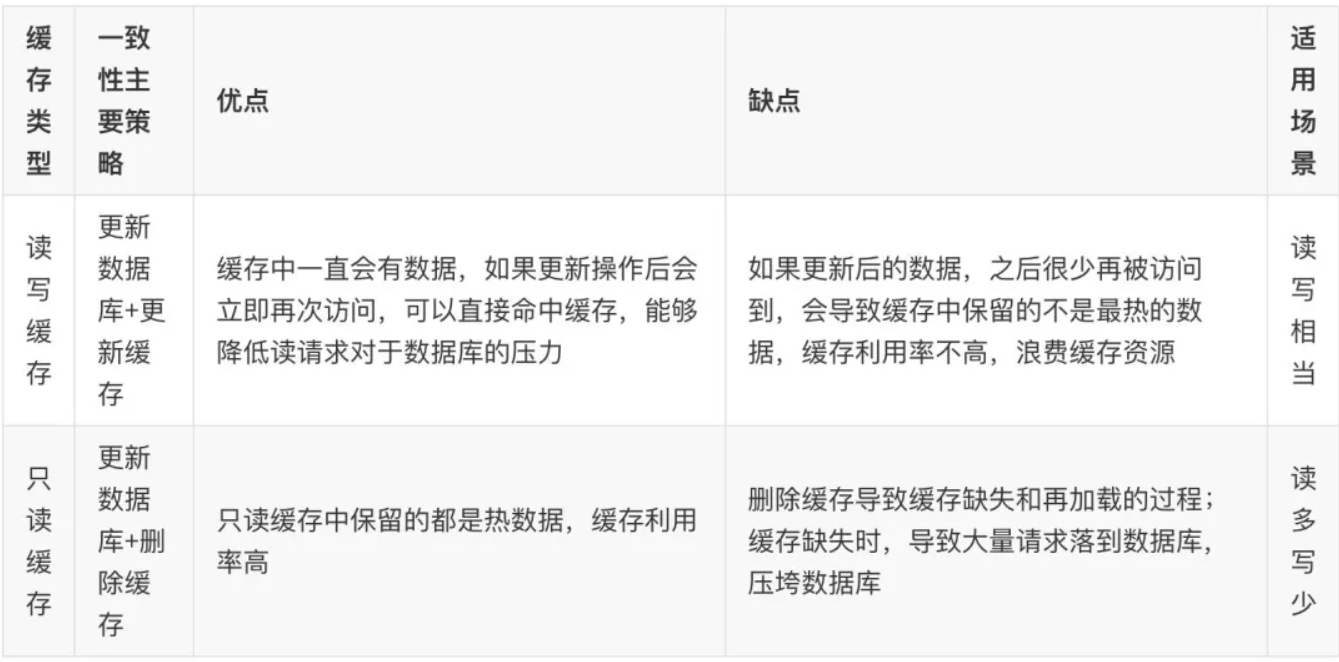 缓
存
类
型
一致
性主
要策
略
优点
缺点
适
用
场
景
读
写
缓
存
更新
数据
库+更
新缓
存
缓存中一直会有数据，如果更新操作后会
立即再次访问，可以直接命中缓存，能够
降低读请求对于数据库的压力
如果更新后的数据，之后很少再被访问
到，会导致缓存中保留的不是最热的数
据，缓存利用率不高，浪费缓存资源
读
写
相
当
只
读
缓
存
更新
数据
库+删
除缓
存
只读缓存中保留的都是热数据，缓存利用
率高
删除缓存导致缓存缺失和再加载的过程；
缓存缺失时，导致大量请求落到数据库，
压垮数据库
读
多
写
少